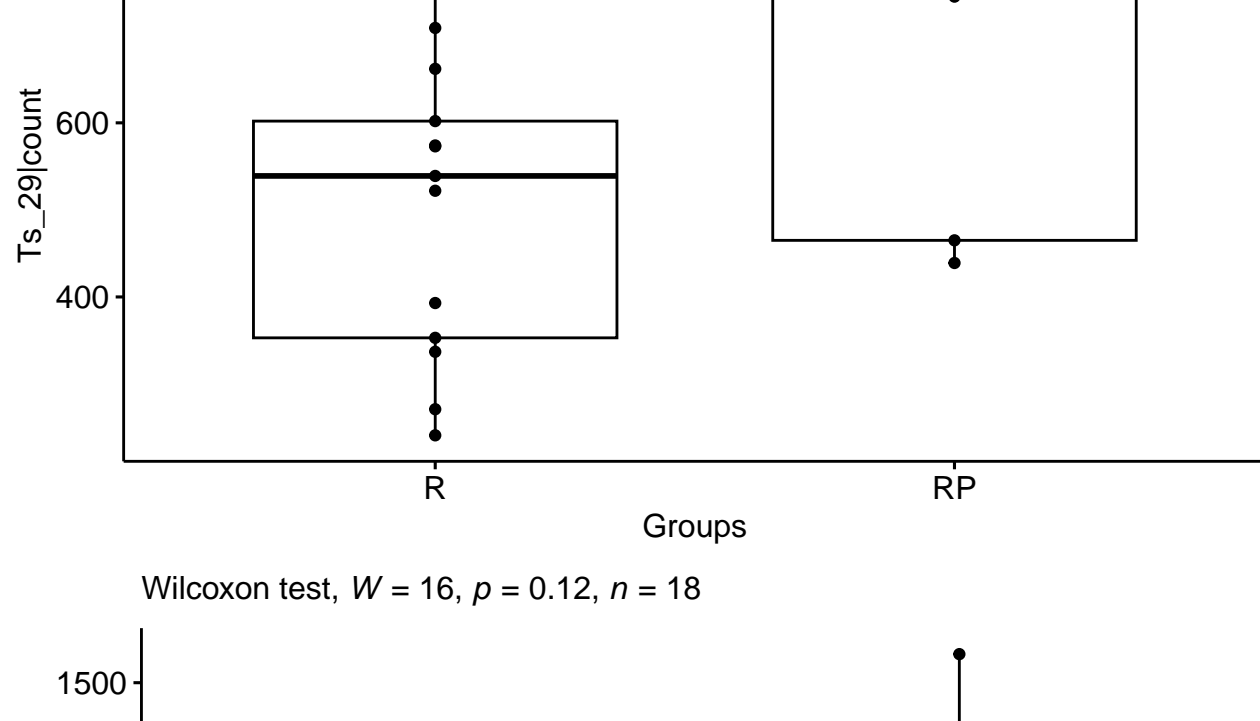 600
Ts_29|count
400
R RP
Groups
Wilcoxon test, W = 16, p = 0.12, n = 18
1500